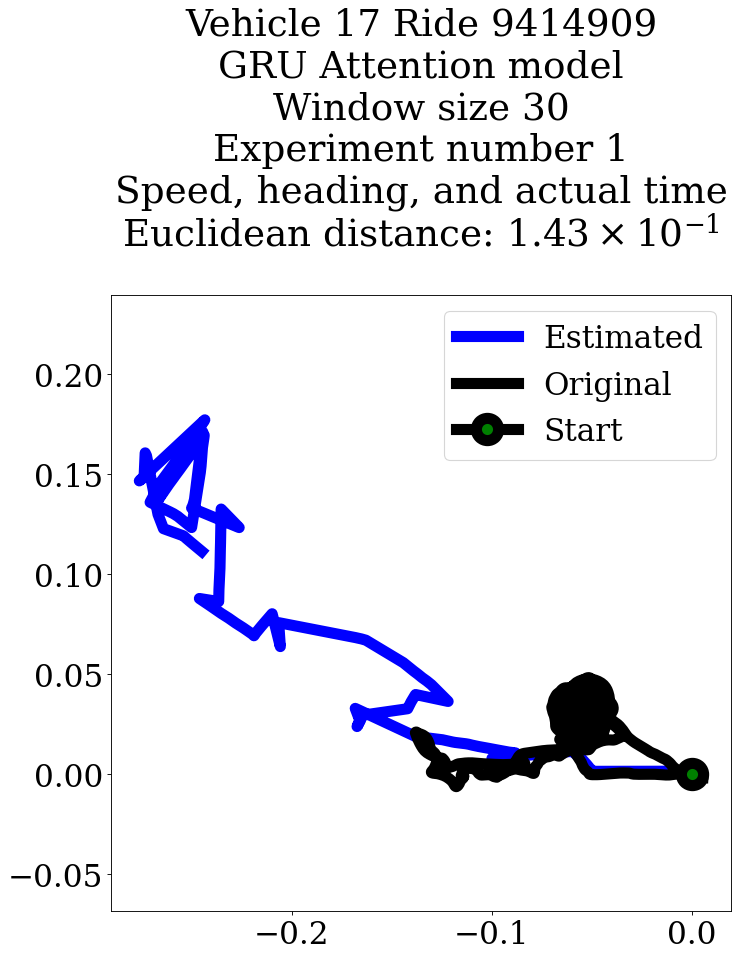 Vehicle 17 Ride 9414909
GRU Attention model
Window size 30
Experiment number 1
Speed, heading, and actual time
Euclidean distance: 1.43 × 10⁻¹
Estimated
Original
Start
0.20
0.15
0.10
0.05
0.00
−0.05
−0.2
−0.1
0.0